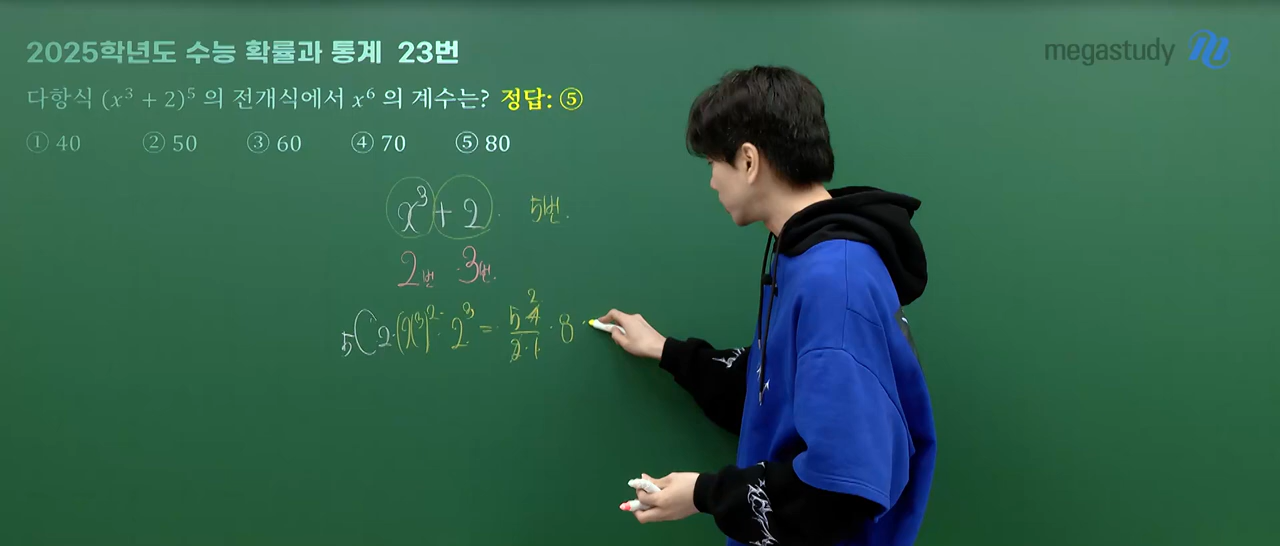 2025학년도 수능 확률과 통계 23번
megastudy
다항식 (x³ + 2)⁵ 의 전개식에서 x⁶ 의 계수는? 정답: ⑤
① 40 ② 50 ③ 60 ④ 70 ⑤ 80
x³ + 2 5번.
2번 3번.
₅C₂·(x³)²·2³ = 5·4/2·1 2 · 8 ·